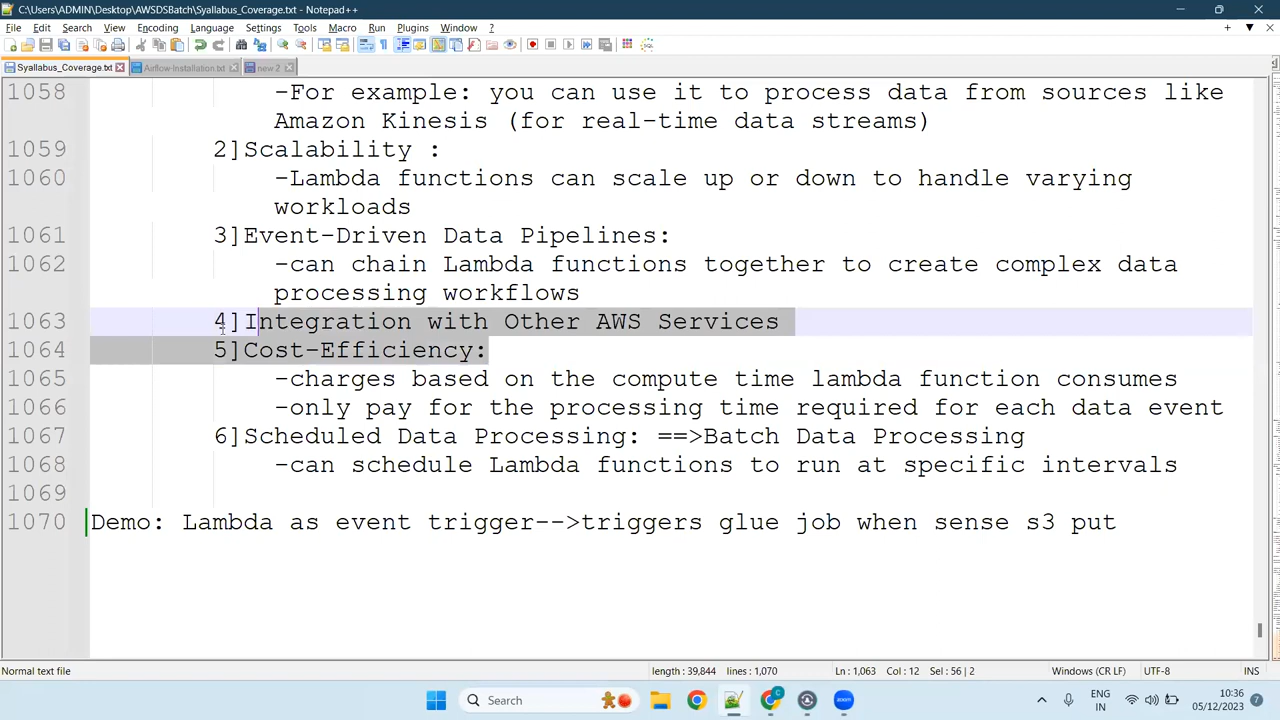 C:\Users\ADMIN\Desktop\AWSDSBatch\Syallabus_Coverage.txt - Notepad++
File Edit Search View Encoding Language Settings Tools Macro Run Plugins Window ?
Syallabus_Coverage.txt Airflow-Installation.txt new 2
1058 -For example: you can use it to process data from sources like
Amazon Kinesis (for real-time data streams)
1059 2]Scalability :
1060 -Lambda functions can scale up or down to handle varying
workloads
1061 3]Event-Driven Data Pipelines:
1062 -can chain Lambda functions together to create complex data
processing workflows
1063 4]Integration with Other AWS Services
1064 5]Cost-Efficiency:
1065 -charges based on the compute time lambda function consumes
1066 -only pay for the processing time required for each data event
1067 6]Scheduled Data Processing: ==>Batch Data Processing
1068 -can schedule Lambda functions to run at specific intervals
1069
1070 Demo: Lambda as event trigger-->triggers glue job when sense s3 put
Normal text file length : 39,844 lines : 1,070 Ln : 1,063 Col : 12 Sel : 56 | 2 Windows (CR LF) UTF-8 INS
Search ENG IN 10:36 05/12/2023 7